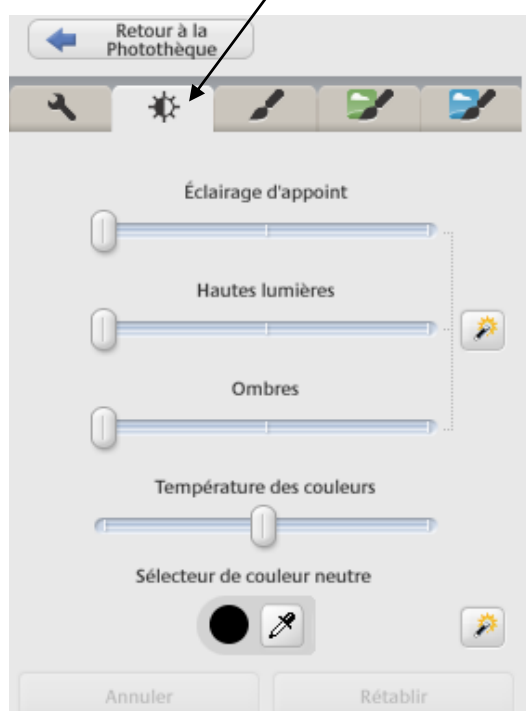 Retour à la
Photothèque
Éclairage d'appoint
Hautes lumières
Ombres
Température des couleurs
Sélecteur de couleur neutre
Annuler
Rétablir